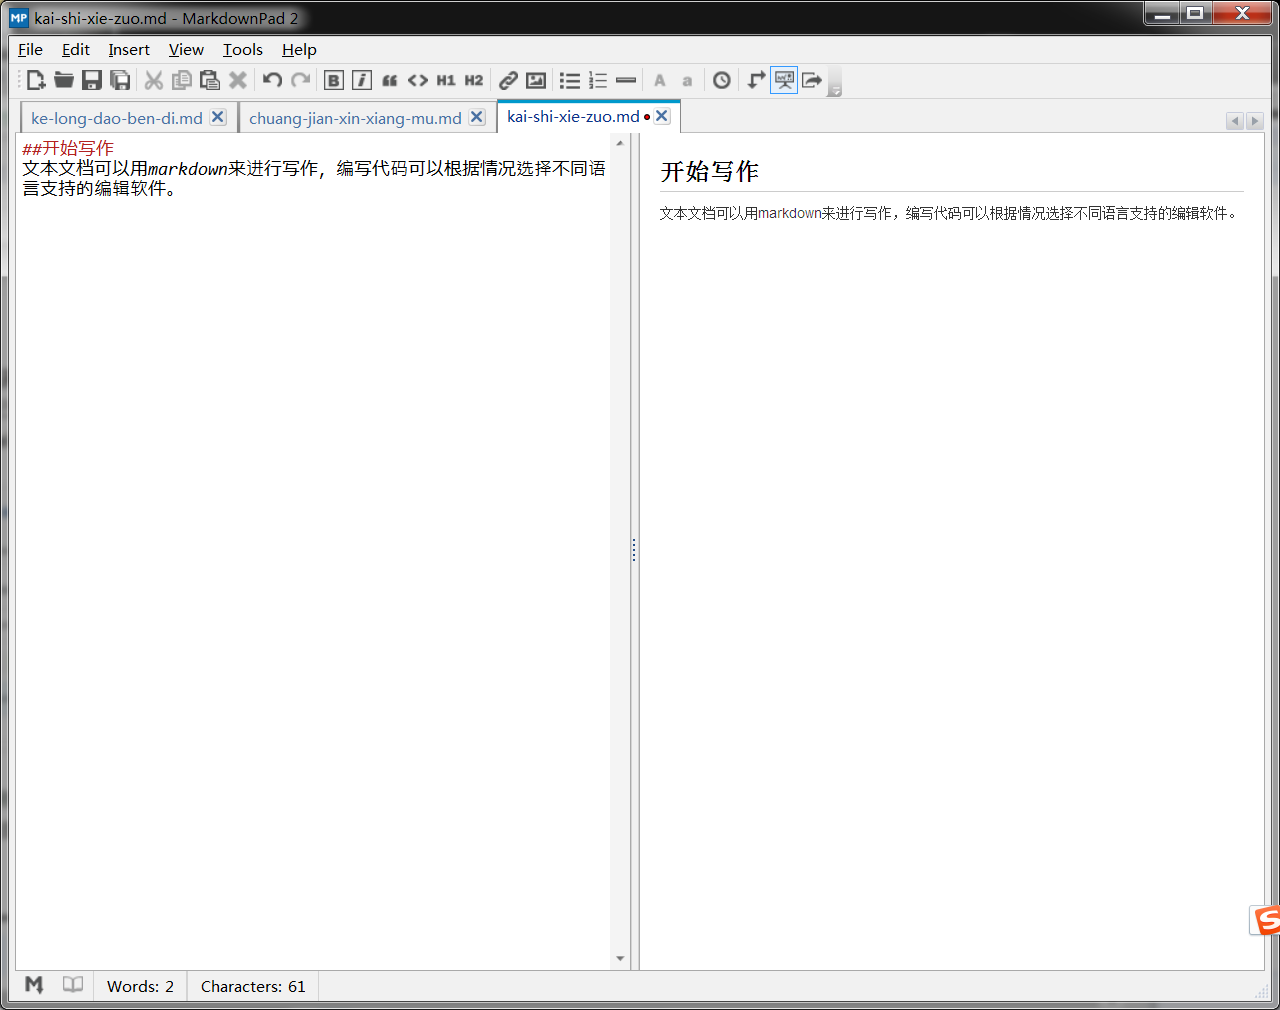 MP kai-shi-xie-zuo.md - MarkdownPad 2
File Edit Insert View Tools Help
B i H1 H2 A a
ke-long-dao-ben-di.md chuang-jian-xin-xiang-mu.md kai-shi-xie-zuo.md
##开始写作
文本文档可以用markdown来进行写作，编写代码可以根据情况选择不同语
言支持的编辑软件。
开始写作
文本文档可以用markdown来进行写作，编写代码可以根据情况选择不同语言支持的编辑软件。
S
M Words: 2 Characters: 61